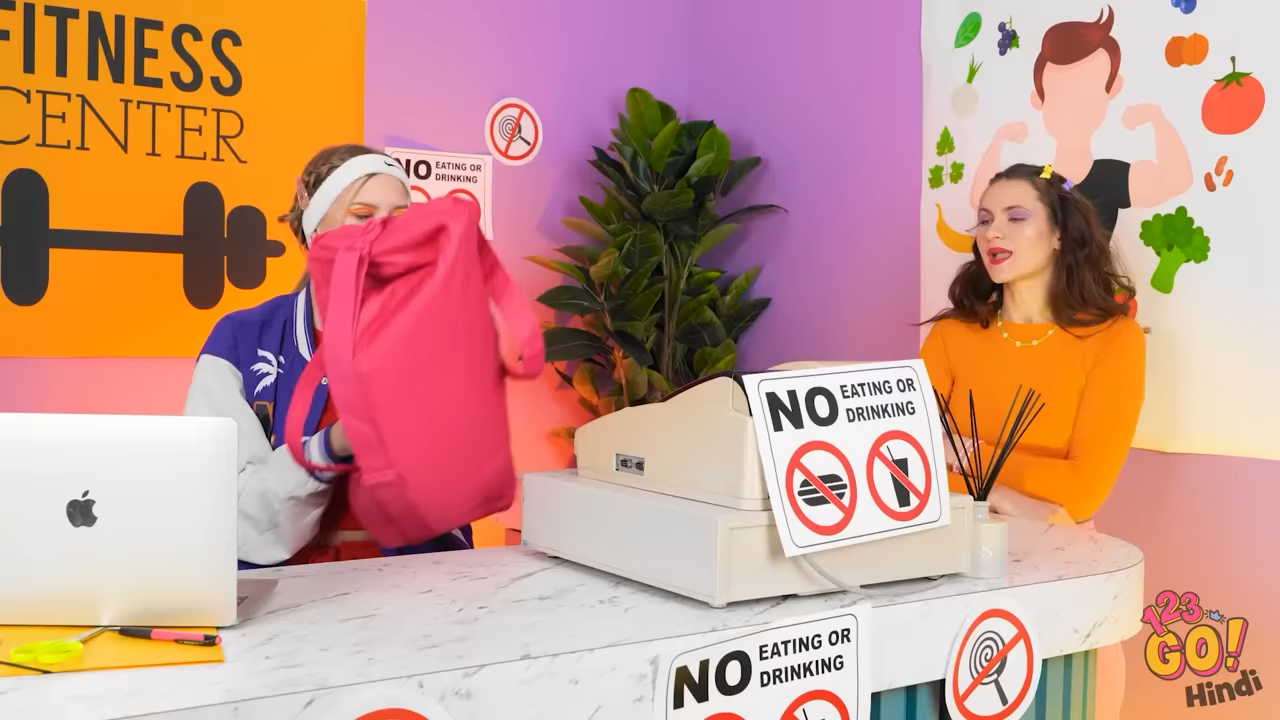 FITNESS
CENTER
NO EATING OR
DRINKING
NO EATING OR
DRINKING
NO EATING OR
DRINKING
123
GO!
Hindi